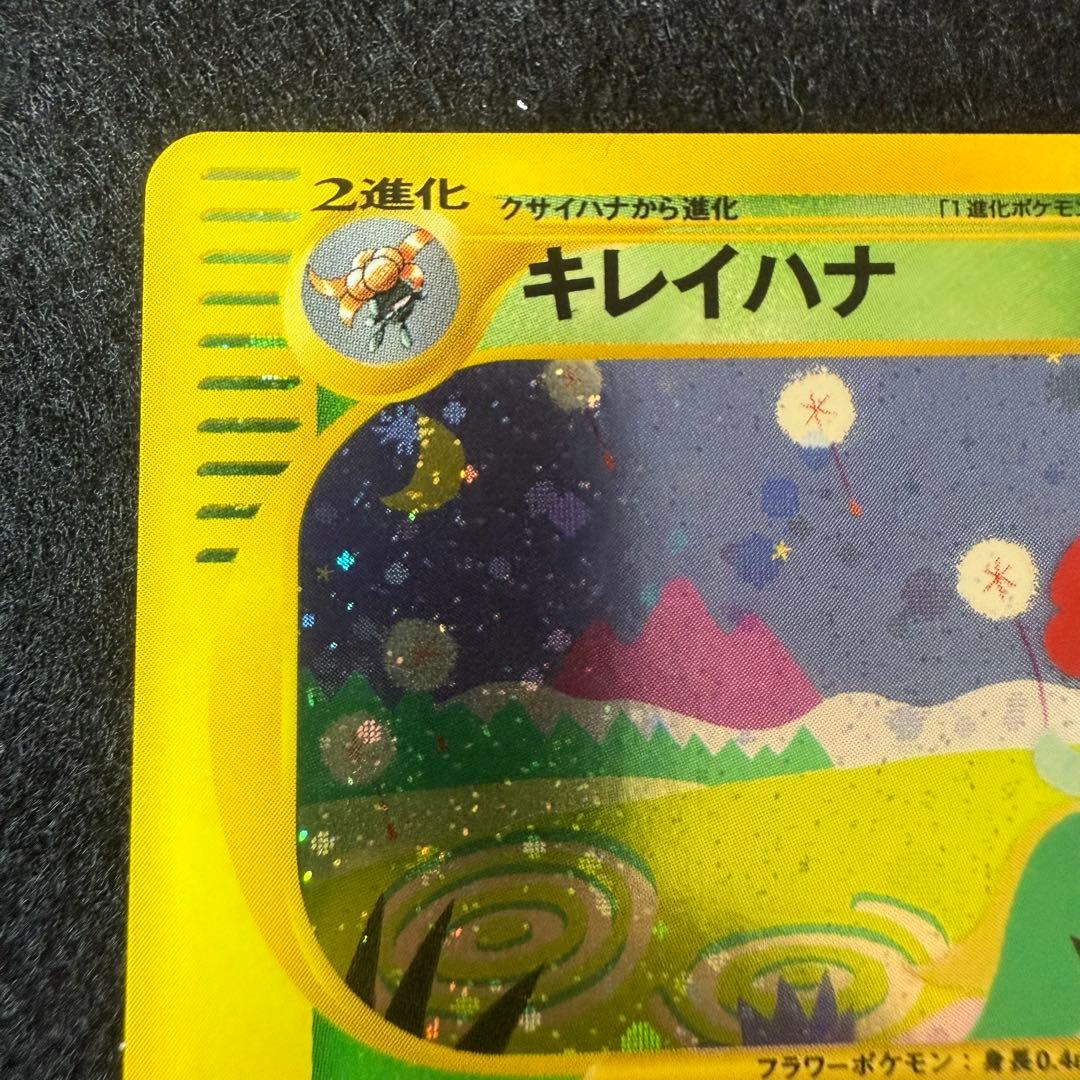 2進化
クサイハナから進化
「1進化ポケモン
キレイハナ
フラワーポケモン：身長0.4